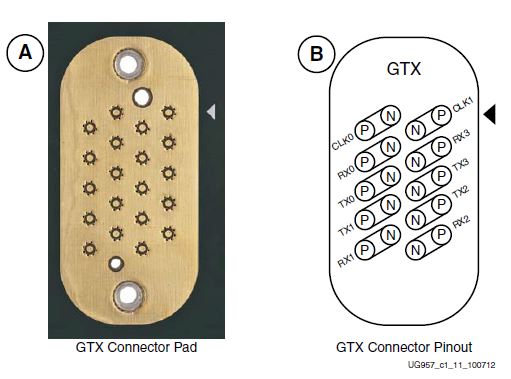 A
B
GTX
CLK0
N
P
P
CLK1
N
RX0
N
P
P
RX3
N
TX0
N
P
P
TX3
N
TX1
N
P
P
TX2
N
RX1
N
P
P
RX2
N
GTX Connector Pad
GTX Connector Pinout
UG957_c1_11_100712